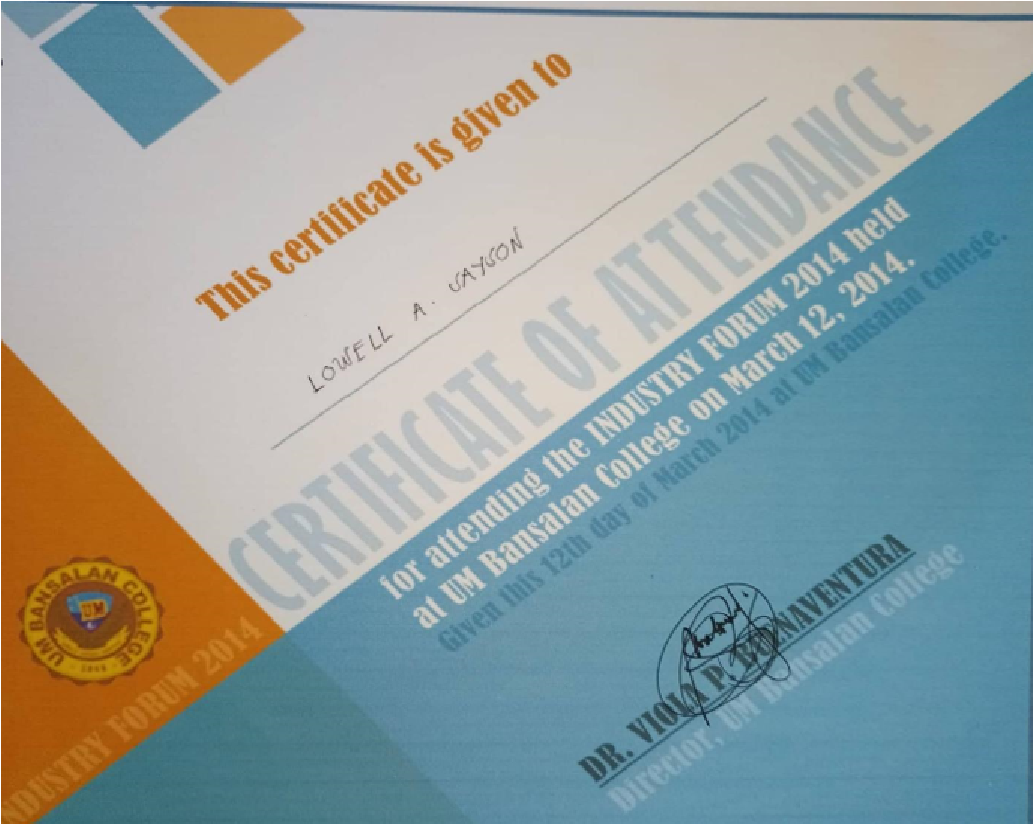 This certificate is given to
LOWELL A. SAYSON
CERTIFICATE OF ATTENDANCE
for attending the INDUSTRY FORUM 2014 held
at UM Bansalan College on March 12, 2014.
Given this 12th day of March 2014 at UM Bansalan College.
DR. VIOLA P. BUENAVENTURA
Director, UM Bansalan College
UM BANSALAN COLLEGE
UM
INDUSTRY FORUM 2014